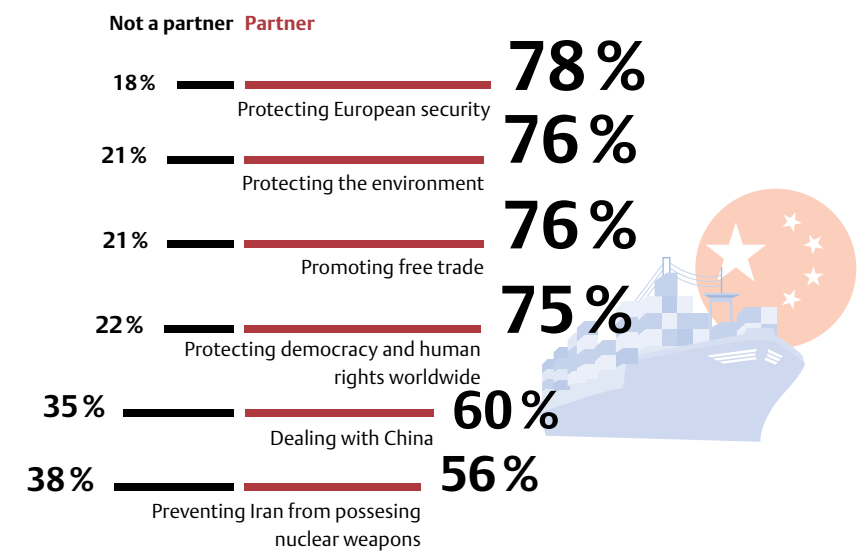 Not a partner Partner
18% 78%
Protecting European security
21% 76%
Protecting the environment
21% 76%
Promoting free trade
22% 75%
Protecting democracy and human
rights worldwide
35% 60%
Dealing with China
38% 56%
Preventing Iran from possesing
nuclear weapons